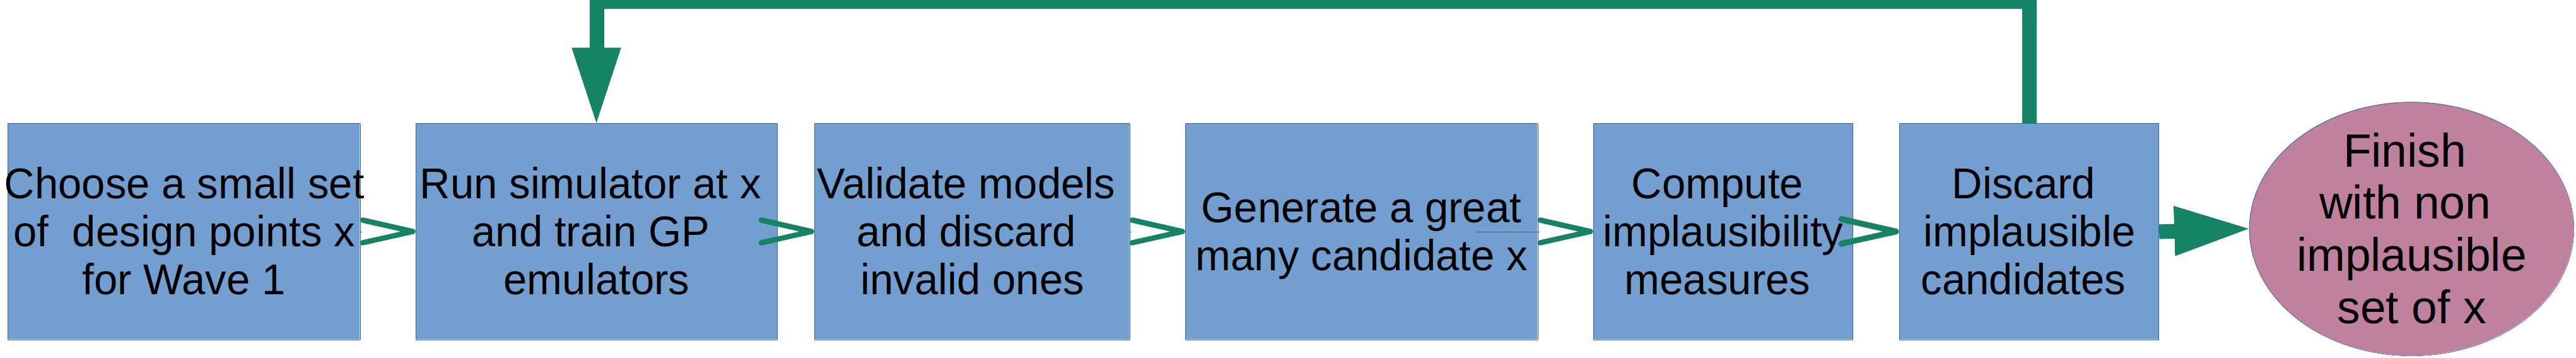 Choose a small set
of design points x
for Wave 1
Run simulator at x
and train GP
emulators
Validate models
and discard
invalid ones
Generate a great
many candidate x
Compute
implausibility
measures
Discard
implausible
candidates
Finish
with non
implausible
set of x